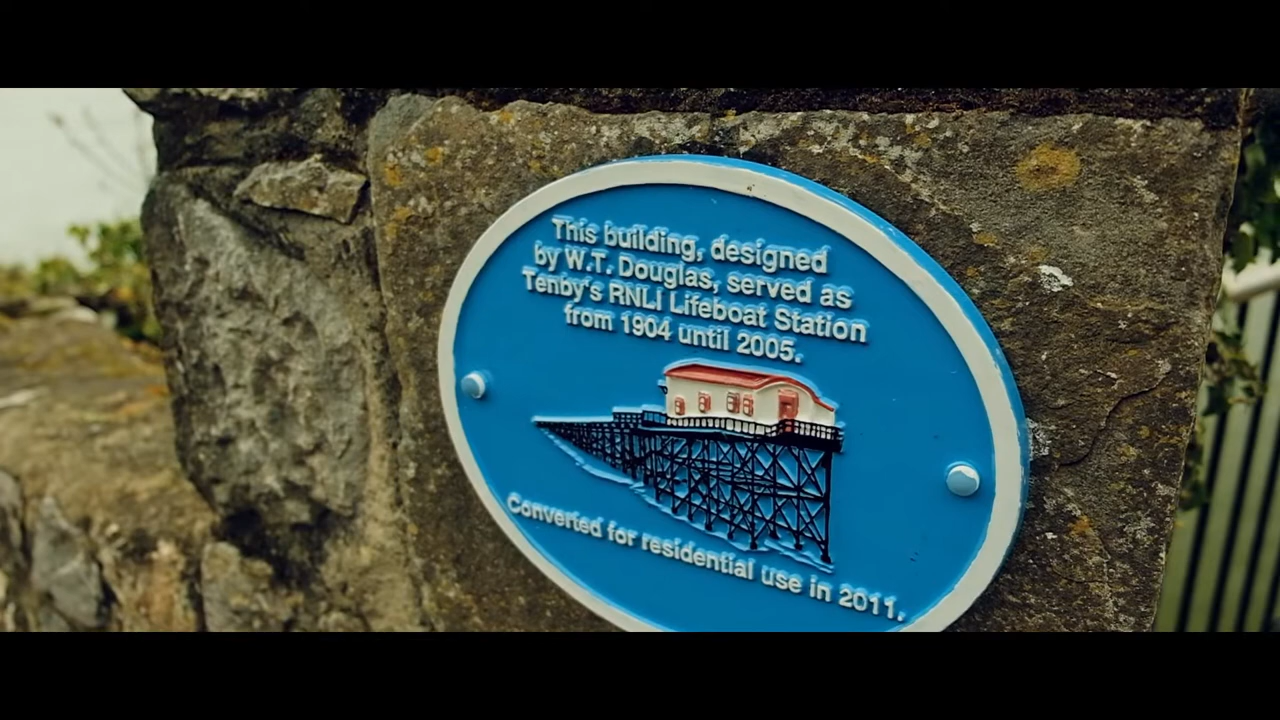 This building, designed
by W.T. Douglas, served as
Tenby's RNLI Lifeboat Station
from 1904 until 2005.
Converted for residential use in 2011.